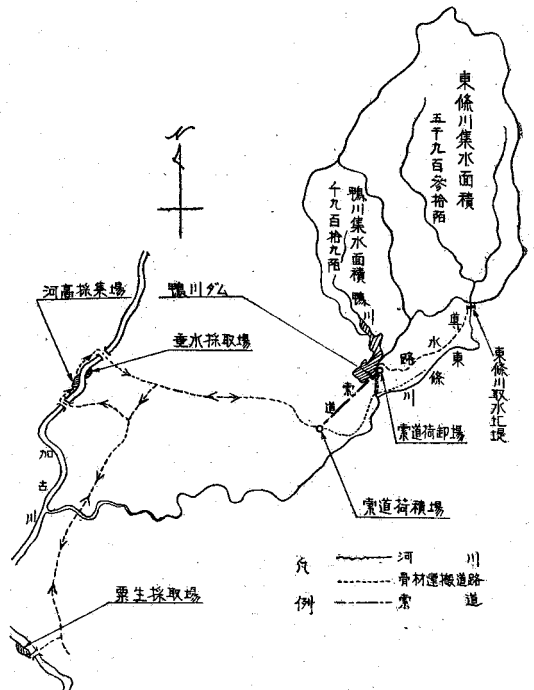 N
東條川集水面積
五千九百参拾陌
鴨川集水面積
千九百拾九陌
鴨川
河高採集場
鴨川ダム
垂水採取場
導水路
東條川
東條川取水堰堤
索道
索道荷卸場
索道荷積場
加古川
粟生採取場
凡例
河川
骨材運搬道路
索道